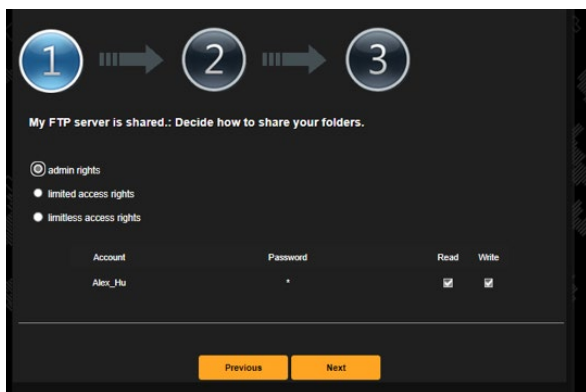 1 2 3
My FTP server is shared.: Decide how to share your folders.
admin rights
limited access rights
limitless access rights
Account Password Read Write
Alex_Hu *
Previous Next